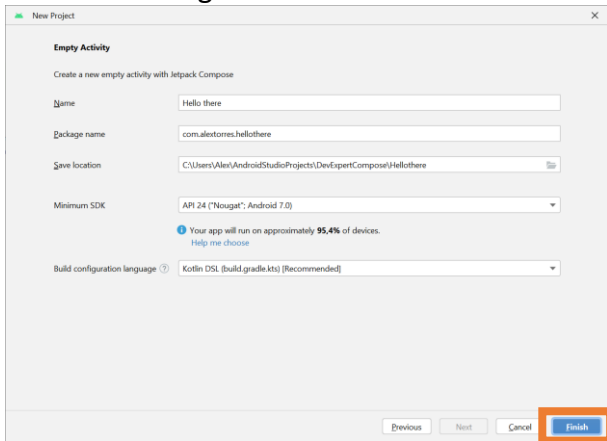 New Project
Empty Activity
Create a new empty activity with Jetpack Compose
Name Hello there
Package name com.alextorres.hellothere
Save location C:\Users\Alex\AndroidStudioProjects\DevExpertCompose\Hellothere
Minimum SDK API 24 ("Nougat"; Android 7.0)
Your app will run on approximately 95,4% of devices.
Help me choose
Build configuration language Kotlin DSL (build.gradle.kts) [Recommended]
Previous Next Cancel Finish